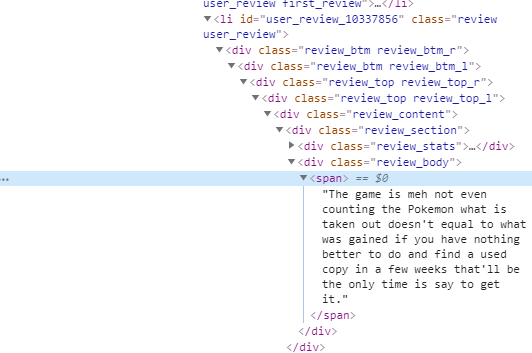 user_review first_review">…</li>
▼<li id="user_review_10337856" class="review
user_review">
▼<div class="review_btm review_btm_r">
▼<div class="review_btm review_btm_l">
▼<div class="review_top review_top_r">
▼<div class="review_top review_top_l">
▼<div class="review_content">
▼<div class="review_section">
▶<div class="review_stats">…</div>
▼<div class="review_body">
… ▼<span> == $0
"The game is meh not even
counting the Pokemon what is
taken out doesn't equal to what
was gained if you have nothing
better to do and find a used
copy in a few weeks that'll be
the only time is say to get
it."
</span>
</div>
</div>